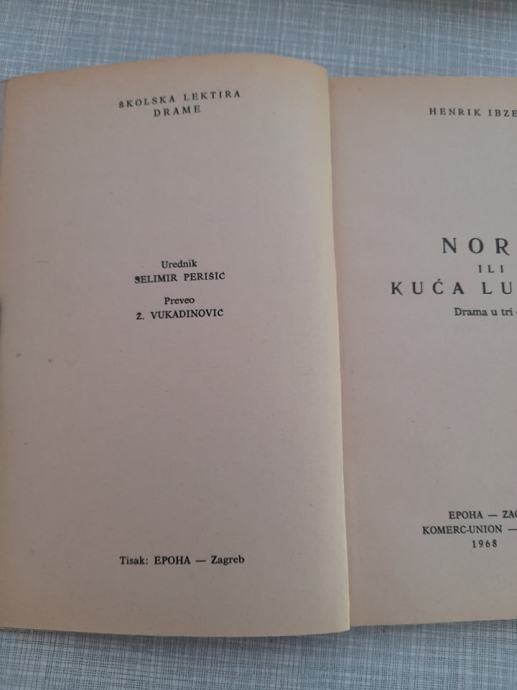 ŠKOLSKA LEKTIRA
DRAME
Urednik
SELIMIR PERIŠIĆ
Preveo
Ž. VUKADINOVIĆ
Tisak: EPOHA — Zagreb
HENRIK IBZE
NOR
ILI
KUĆA LU
Drama u tri
EPOHA — ZAG
KOMERC-UNION —
1968